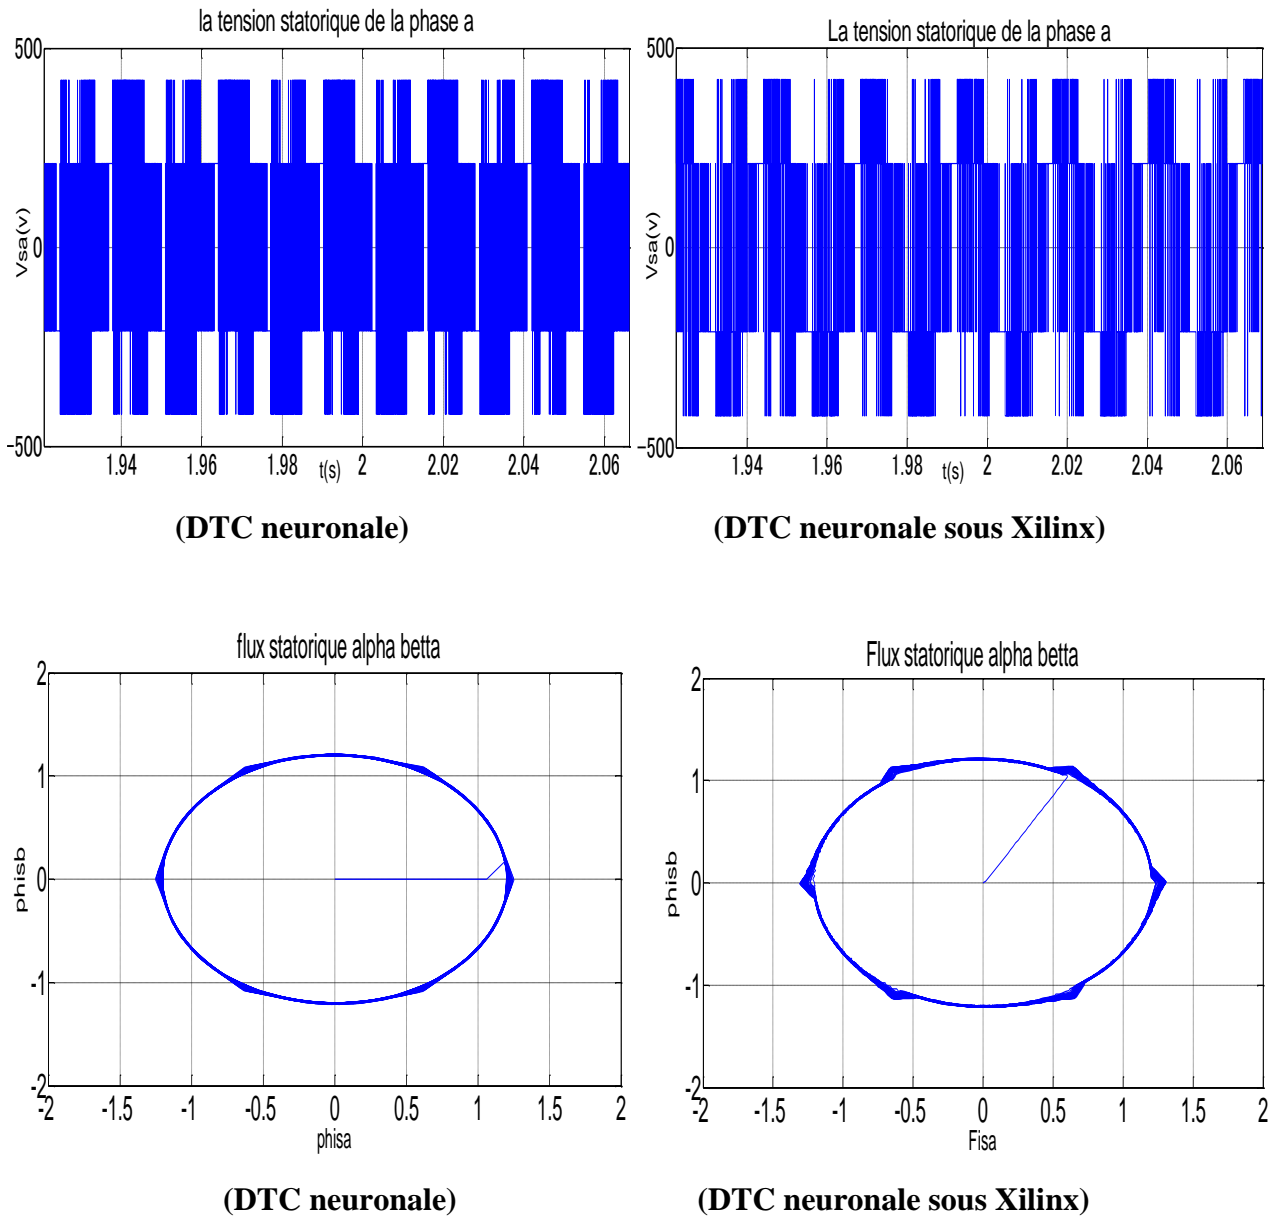 la tension statorique de la phase a
La tension statorique de la phase a
500
0
-500
Vsa(v)
1.94 1.96 1.98 2 2.02 2.04 2.06
t(s)
500
0
-500
Vsa(v)
1.94 1.96 1.98 2 2.02 2.04 2.06
t(s)
(DTC neuronale)
(DTC neuronale sous Xilinx)
flux statorique alpha betta
Flux statorique alpha betta
2
1
0
-1
-2
phisb
-2 -1.5 -1 -0.5 0 0.5 1 1.5 2
phisa
2
1
0
-1
-2
phisb
-2 -1.5 -1 -0.5 0 0.5 1 1.5 2
Fisa
(DTC neuronale)
(DTC neuronale sous Xilinx)